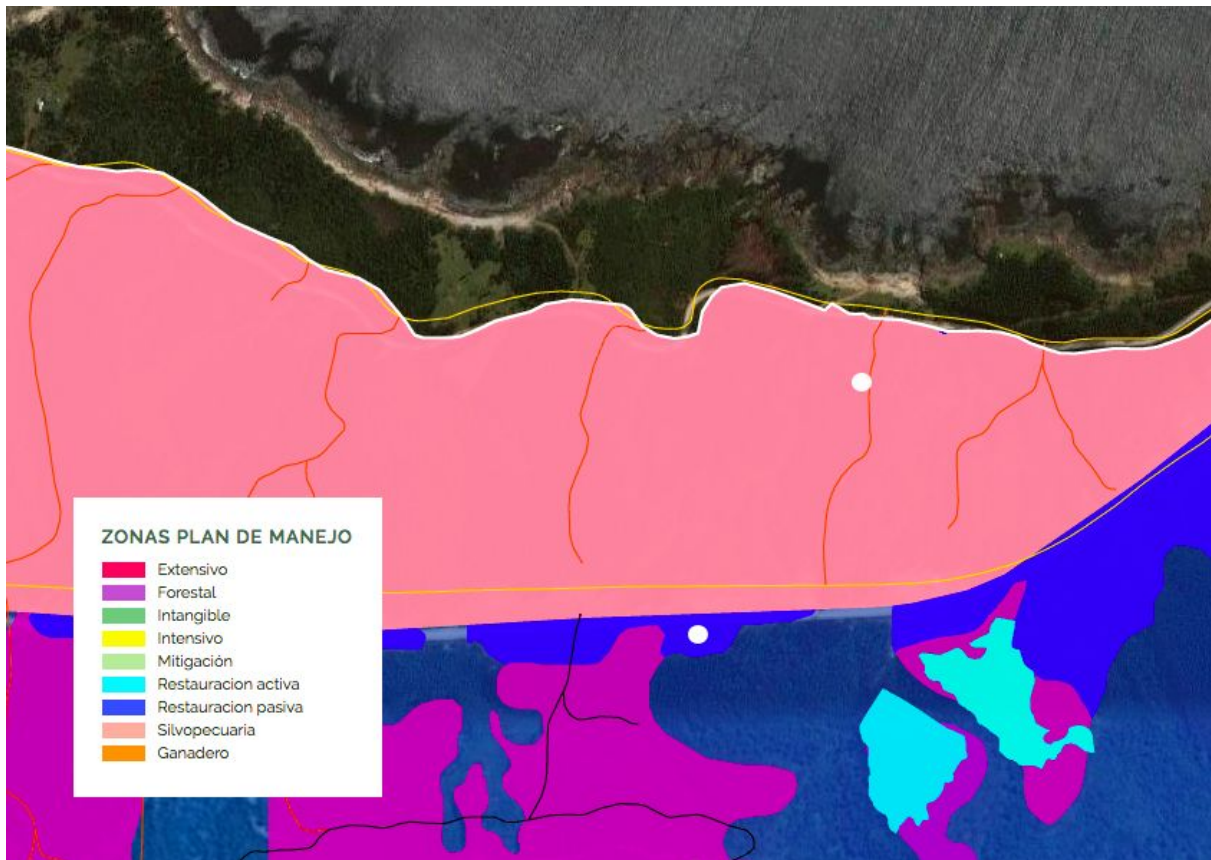 ZONAS PLAN DE MANEJO
Extensivo
Forestal
Intangible
Intensivo
Mitigación
Restauracion activa
Restauracion pasiva
Silvopecuaria
Ganadero